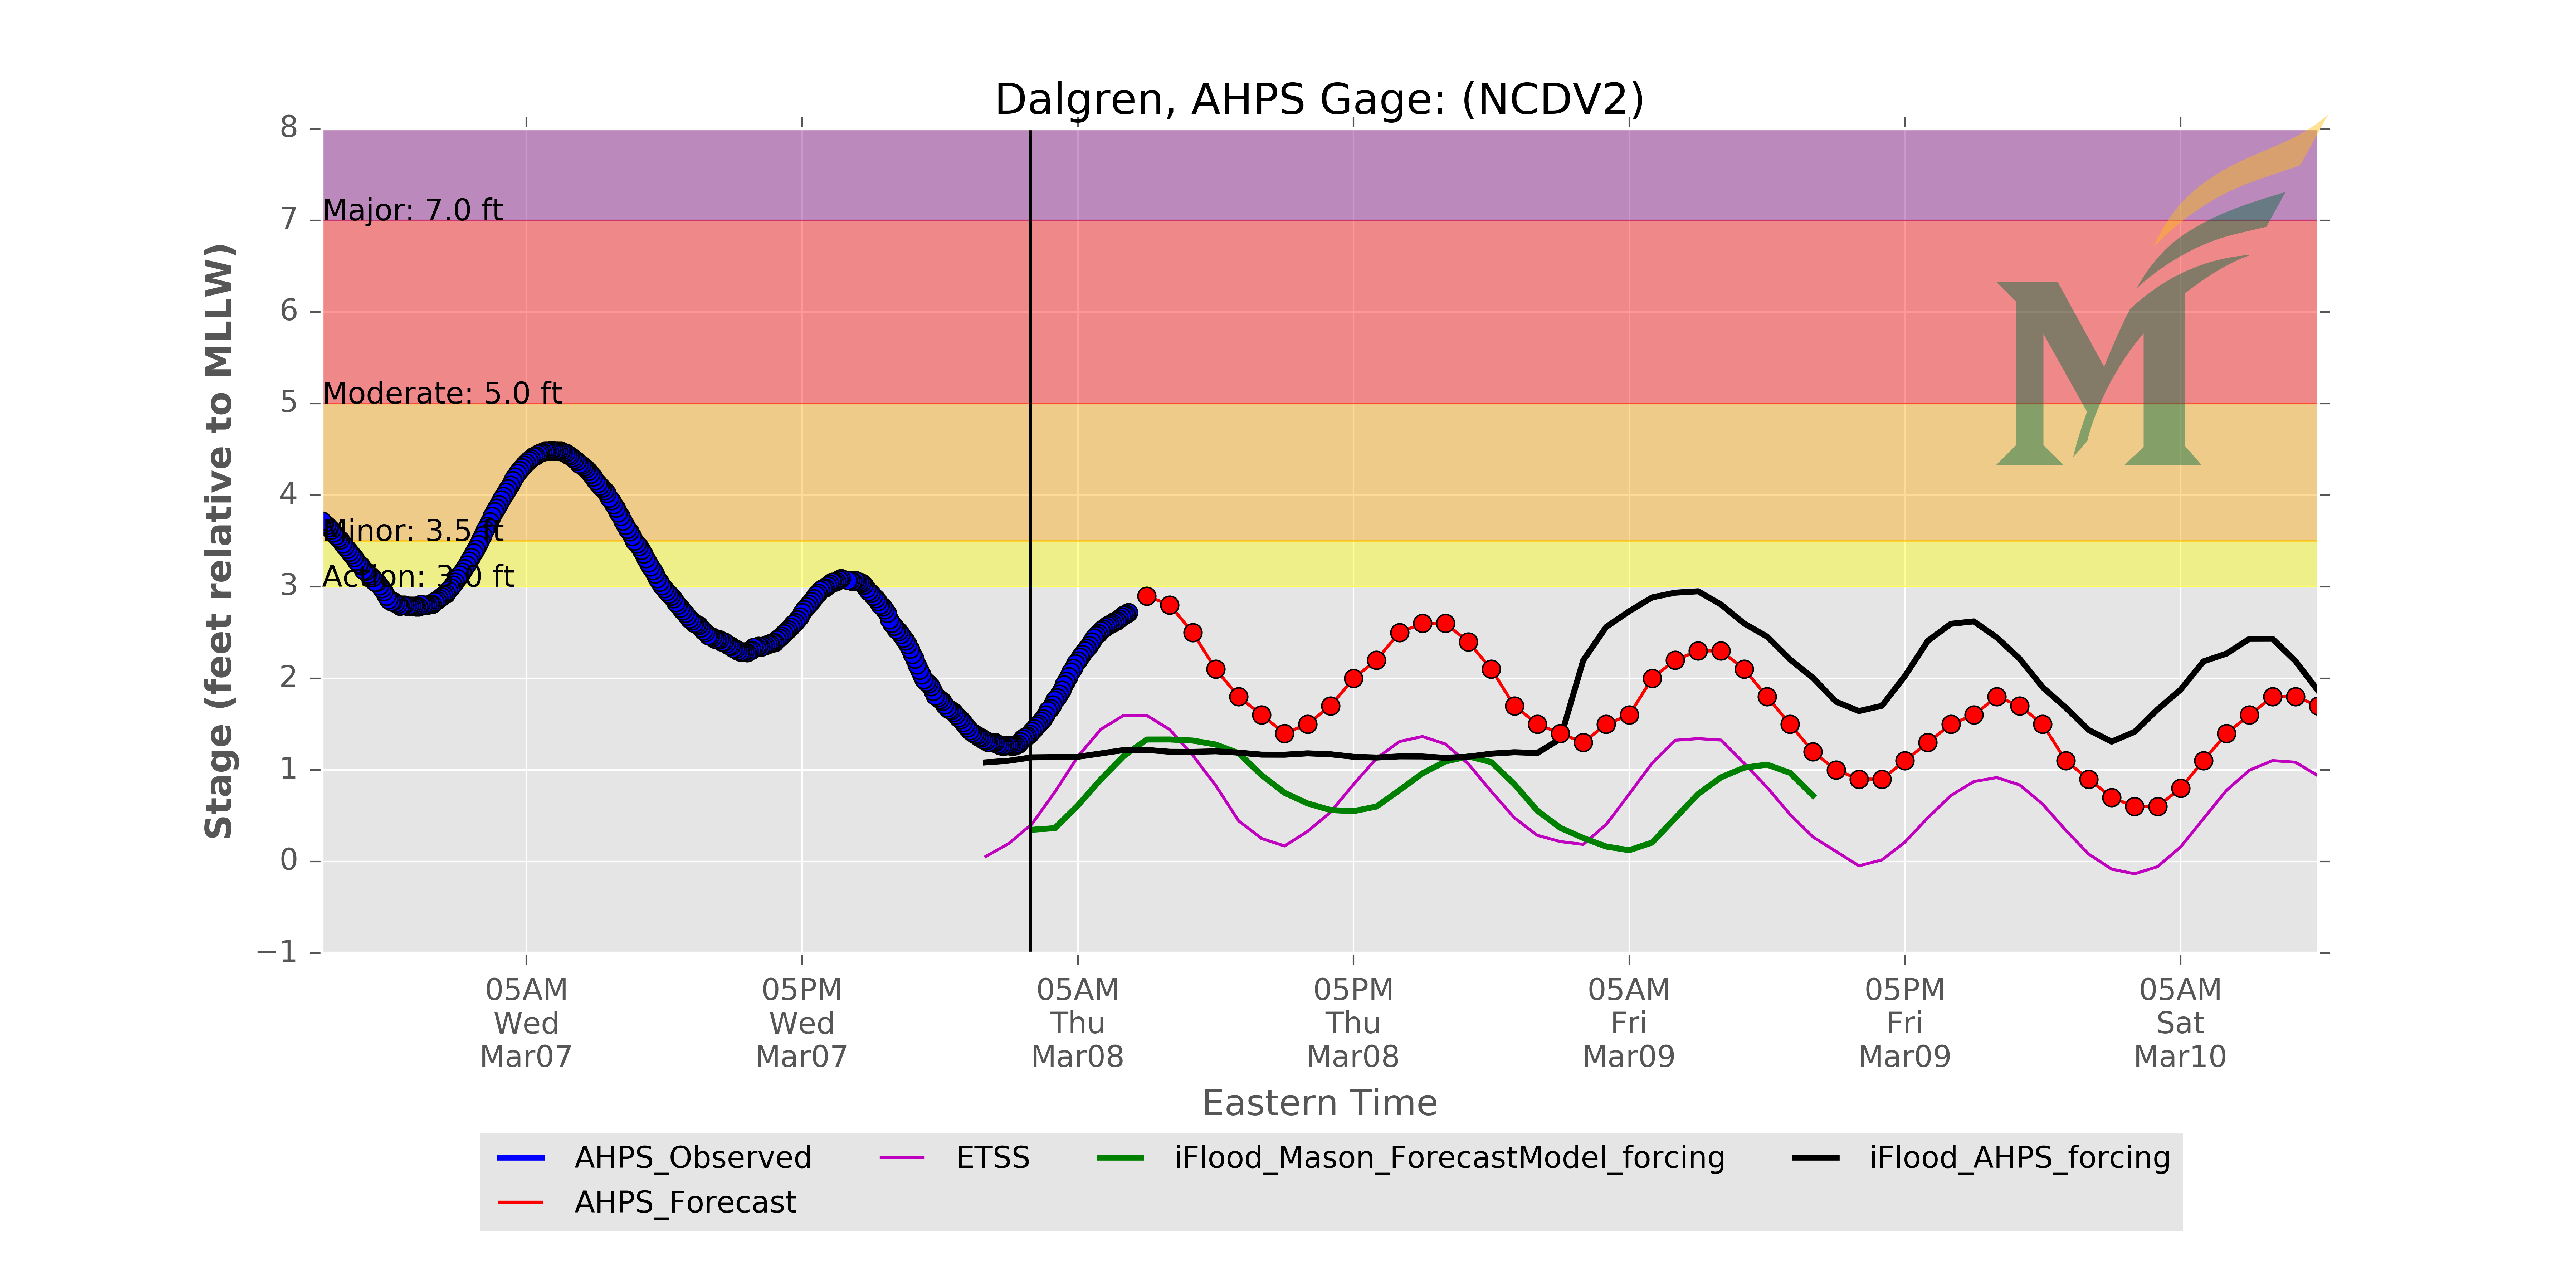 Dalgren, AHPS Gage: (NCDV2)
8
7
6
5
4
3
2
1
0
−1
Stage (feet relative to MLLW)
Major: 7.0 ft
Moderate: 5.0 ft
Minor: 3.5 ft
Action: 3.0 ft
M
05AM
Wed
Mar07
05PM
Wed
Mar07
05AM
Thu
Mar08
05PM
Thu
Mar08
05AM
Fri
Mar09
05PM
Fri
Mar09
05AM
Sat
Mar10
Eastern Time
AHPS_Observed
ETSS
iFlood_Mason_ForecastModel_forcing
iFlood_AHPS_forcing
AHPS_Forecast